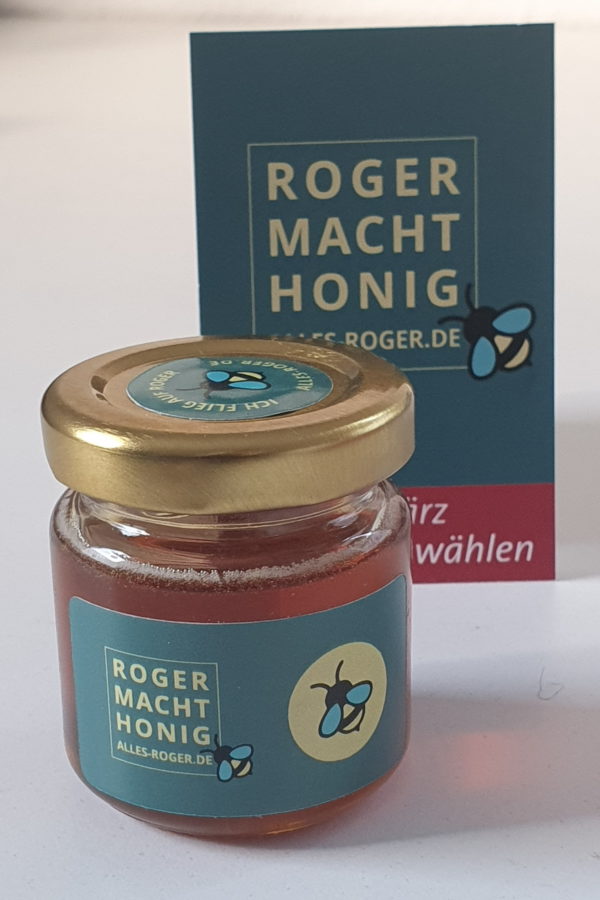 ROGER
MACHT
HONIG
ALLES-ROGER.DE
ärz
wählen
ALLES-ROGER.DE
ICH FLIEG AUF ROGER
ROGER
MACHT
HONIG
ALLES-ROGER.DE